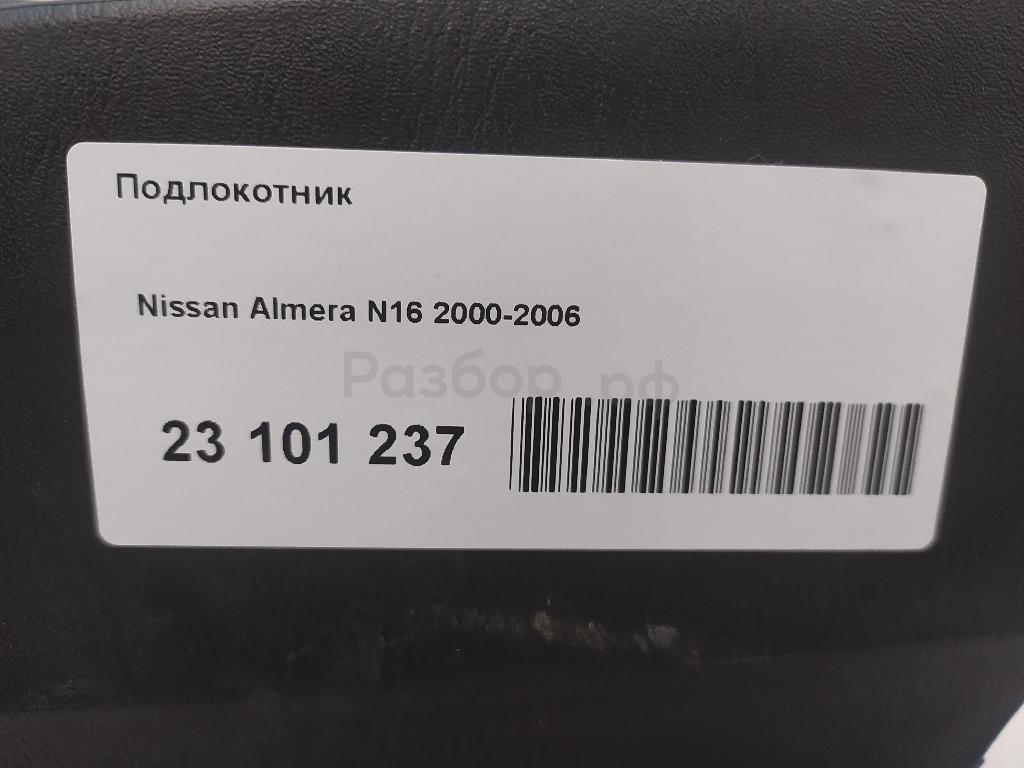 Подлокотник
Nissan Almera N16 2000-2006
Разбор.рф
23 101 237